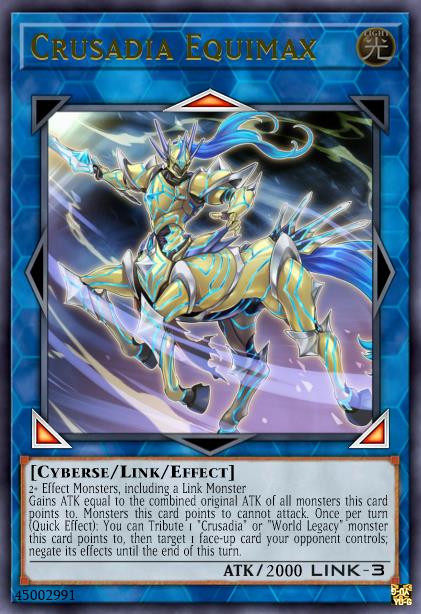 CRUSADIA EQUIMAX
LIGHT
光
[CYBERSE/LINK/EFFECT]
2+ Effect Monsters, including a Link Monster
Gains ATK equal to the combined original ATK of all monsters this card
points to. Monsters this card points to cannot attack. Once per turn
(Quick Effect): You can Tribute 1 "Crusadia" or "World Legacy" monster
this card points to, then target 1 face-up card your opponent controls;
negate its effects until the end of this turn.
ATK/2000 LINK-3
45002991